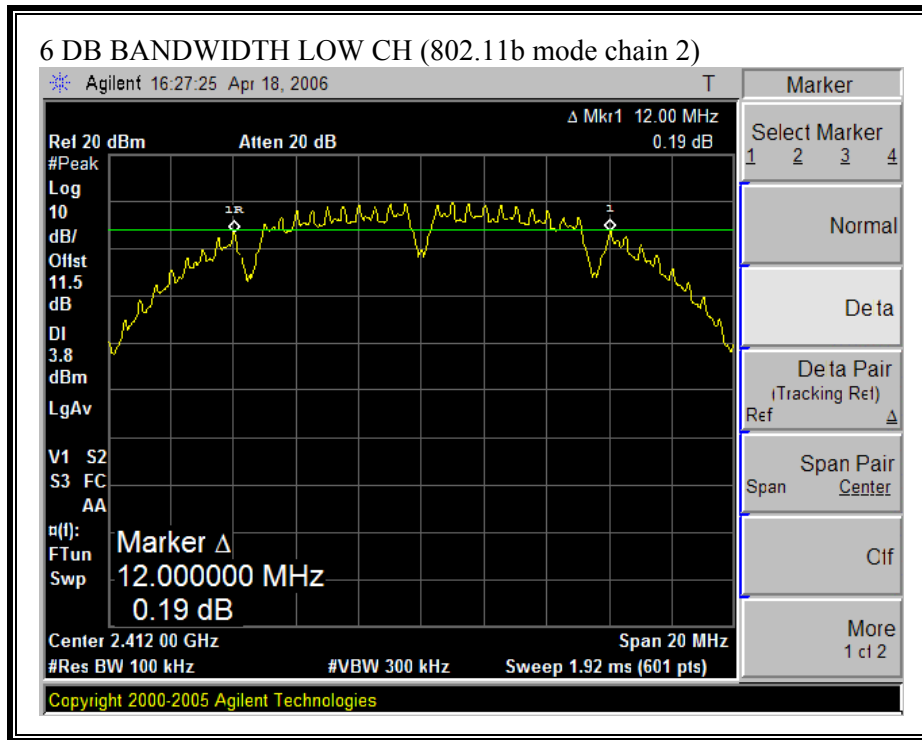 6 DB BANDWIDTH LOW CH (802.11b mode chain 2)
Agilent 16:27:25 Apr 18, 2006 T
Δ Mkr1 12.00 MHz
Ref 20 dBm Atten 20 dB 0.19 dB
#Peak
Log
10
dB/
Offst
11.5
dB
DI
3.8
dBm
LgAv
V1 S2
S3 FC
AA
¤(f):
FTun
Swp
1R
1
Marker Δ
12.000000 MHz
0.19 dB
Center 2.412 00 GHz Span 20 MHz
#Res BW 100 kHz #VBW 300 kHz Sweep 1.92 ms (601 pts)
Copyright 2000-2005 Agilent Technologies
Marker
Select Marker
1 2 3 4
Normal
Delta
Delta Pair
(Tracking Ref)
Ref Δ
Span Pair
Span Center
Off
More
1 of 2